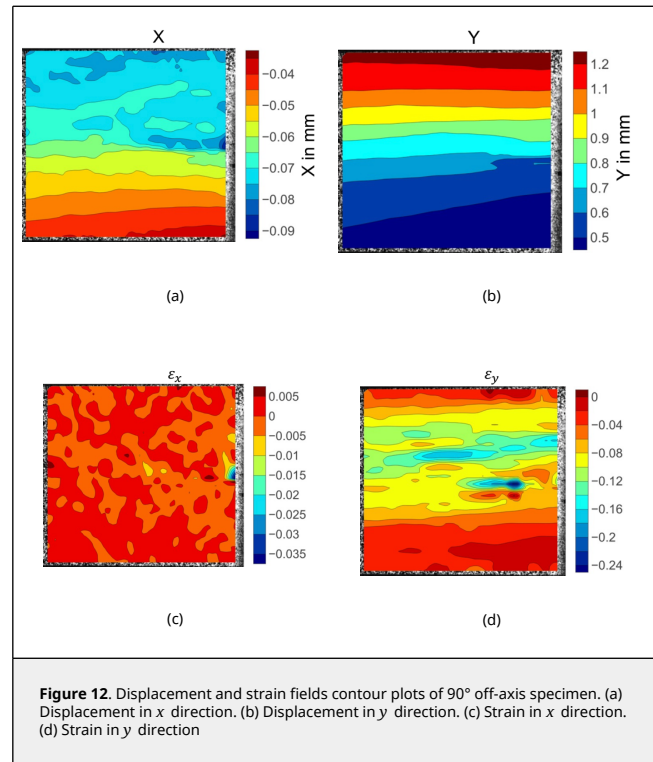 X
−0.04
−0.05
−0.06
−0.07
−0.08
−0.09
X in mm
(a)
Y
1.2
1.1
1
0.9
0.8
0.7
0.6
0.5
Y in mm
(b)
εx
0.005
0
−0.005
−0.01
−0.015
−0.02
−0.025
−0.03
−0.035
(c)
εy
0
−0.04
−0.08
−0.12
−0.16
−0.2
−0.24
(d)
Figure 12. Displacement and strain fields contour plots of 90° off-axis specimen. (a)
Displacement in x direction. (b) Displacement in y direction. (c) Strain in x direction.
(d) Strain in y direction